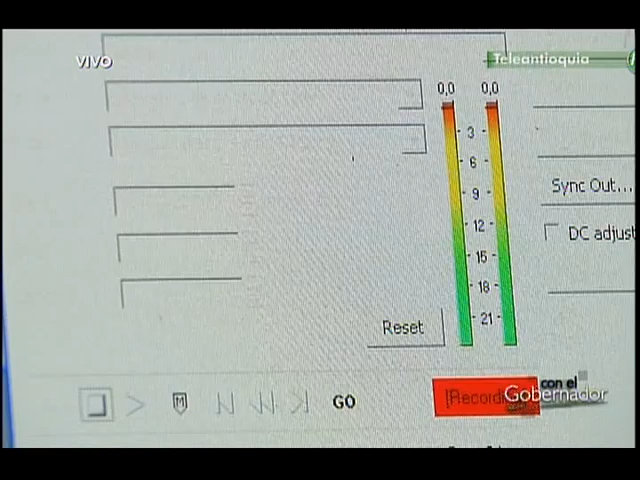 VIVO
Teleantioquia
0,0 0,0
3
6
9
12
15
18
21
Sync Out...
DC adjust
Reset
M
GO
[Recordi
con el
Gobernador